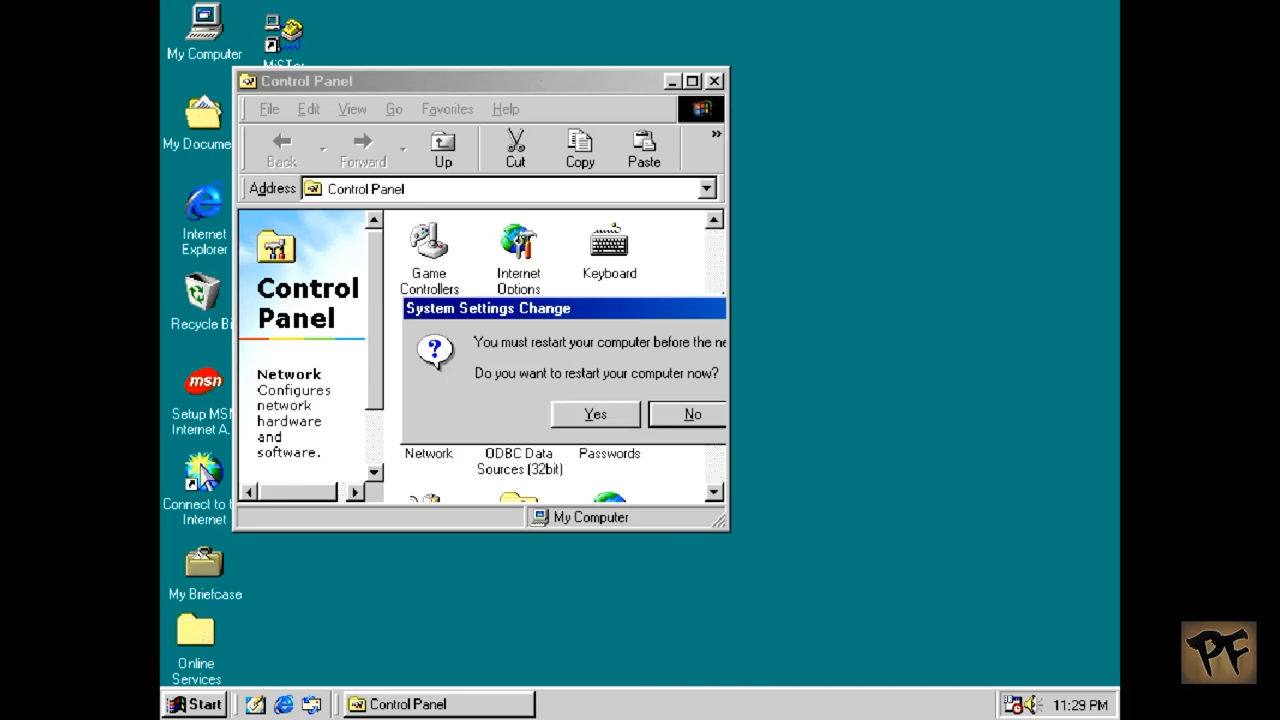 My Computer
Control Panel
File Edit View Go Favorites Help
Back Forward Up Cut Copy Paste
Address Control Panel
My Docume
Internet
Explorer
Recycle Bi
msn
Setup MSN
Internet A.
Connect to t
Internet
My Briefcase
Online
Services
Control
Panel
Network
Configures
network
hardware
and
software.
Game
Controllers
Internet
Options
Keyboard
System Settings Change
You must restart your computer before the ne
Do you want to restart your computer now?
Yes No
Network
ODBC Data
Sources (32bit)
Passwords
My Computer
Start Control Panel 11:29 PM
PF